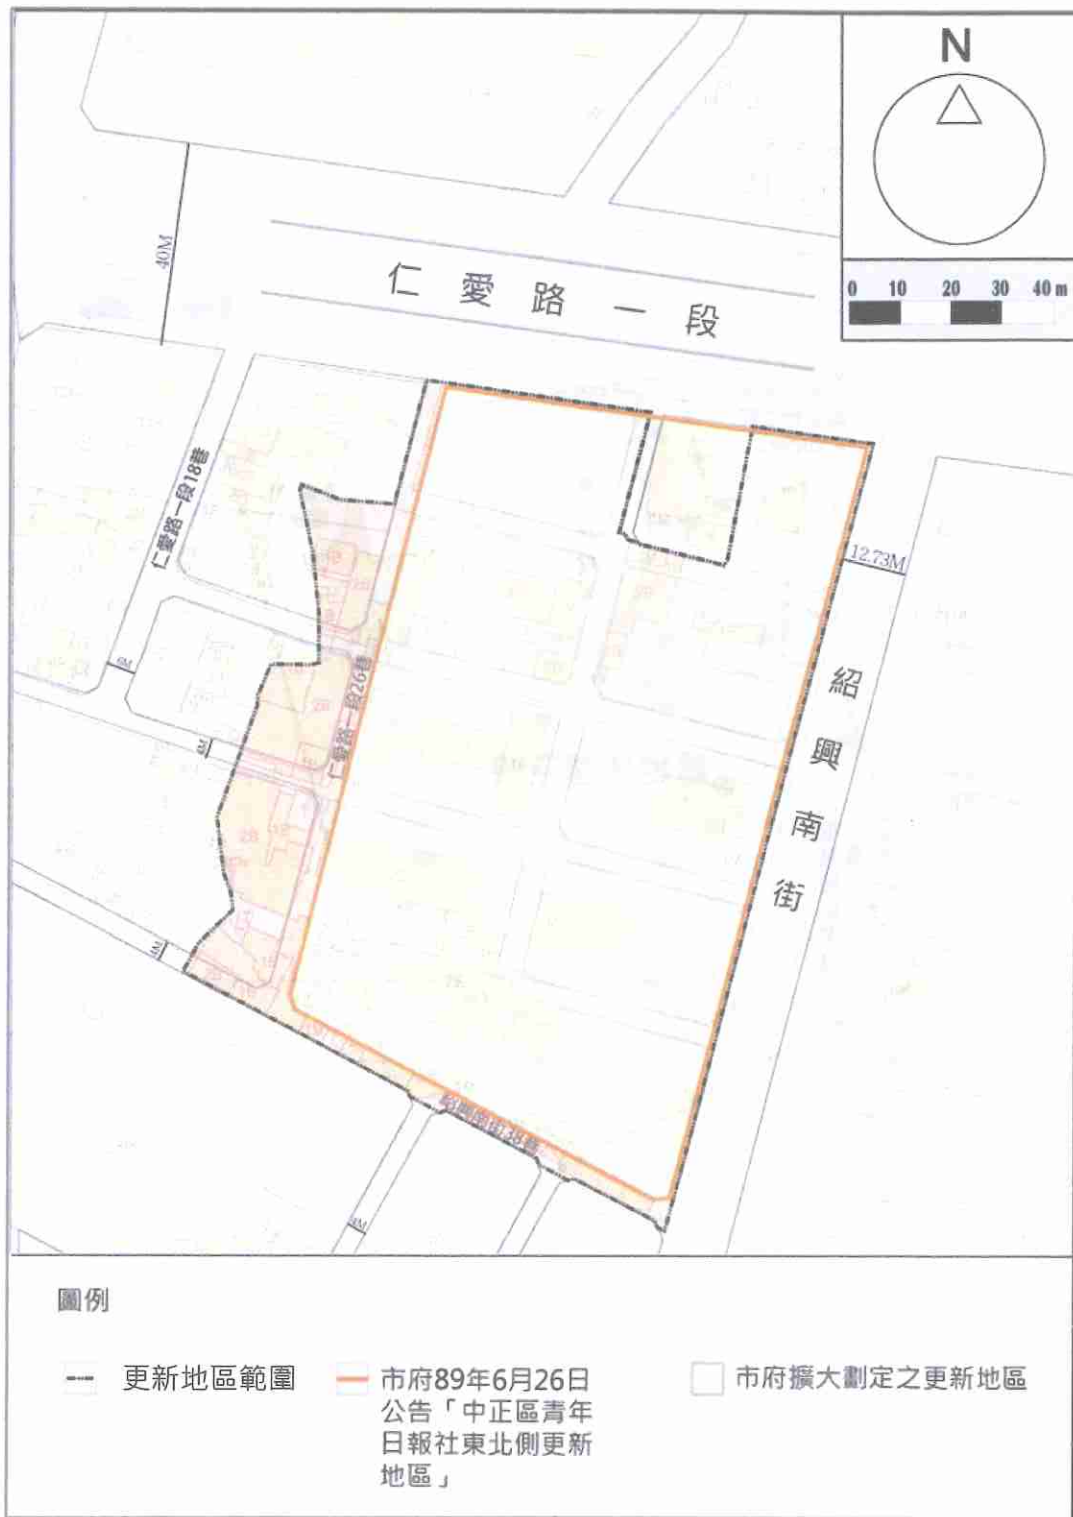 N
0 10 20 30 40 m
40M
仁愛路一段
仁愛路一段18巷
12.73M
紹興南街
仁愛路一段26巷
6M
4M
4M
紹興南街38巷
4M
圖例
更新地區範圍
市府89年6月26日
公告「中正區青年
日報社東北側更新
地區」
市府擴大劃定之更新地區